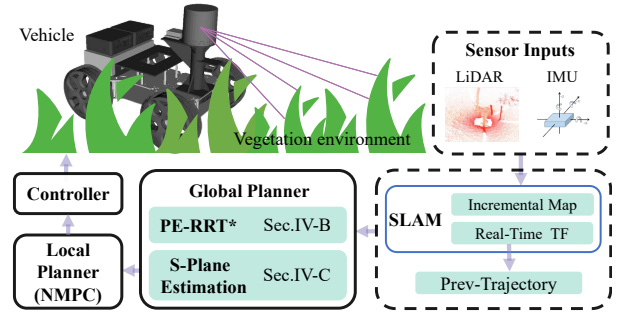 Vehicle
Vegetation environment
Sensor Inputs
LiDAR
IMU
Controller
Local
Planner
(NMPC)
Global Planner
PE-RRT* Sec.IV-B
S-Plane
Estimation
Sec.IV-C
SLAM
Incremental Map
Real-Time TF
Prev-Trajectory